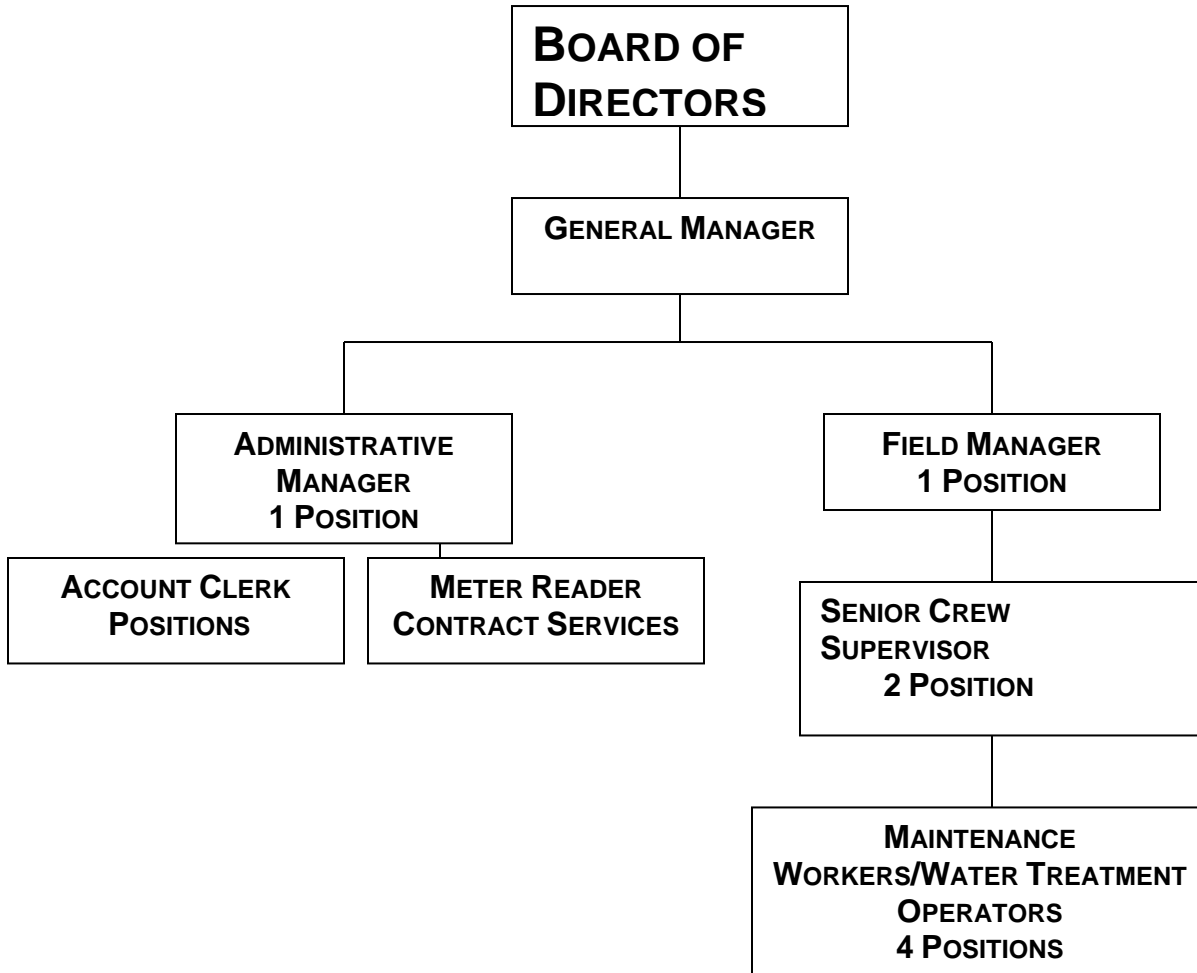 BOARD OF
DIRECTORS
GENERAL MANAGER
ADMINISTRATIVE
MANAGER
1 POSITION
FIELD MANAGER
1 POSITION
ACCOUNT CLERK
POSITIONS
METER READER
CONTRACT SERVICES
SENIOR CREW
SUPERVISOR
2 POSITION
MAINTENANCE
WORKERS/WATER TREATMENT
OPERATORS
4 POSITIONS